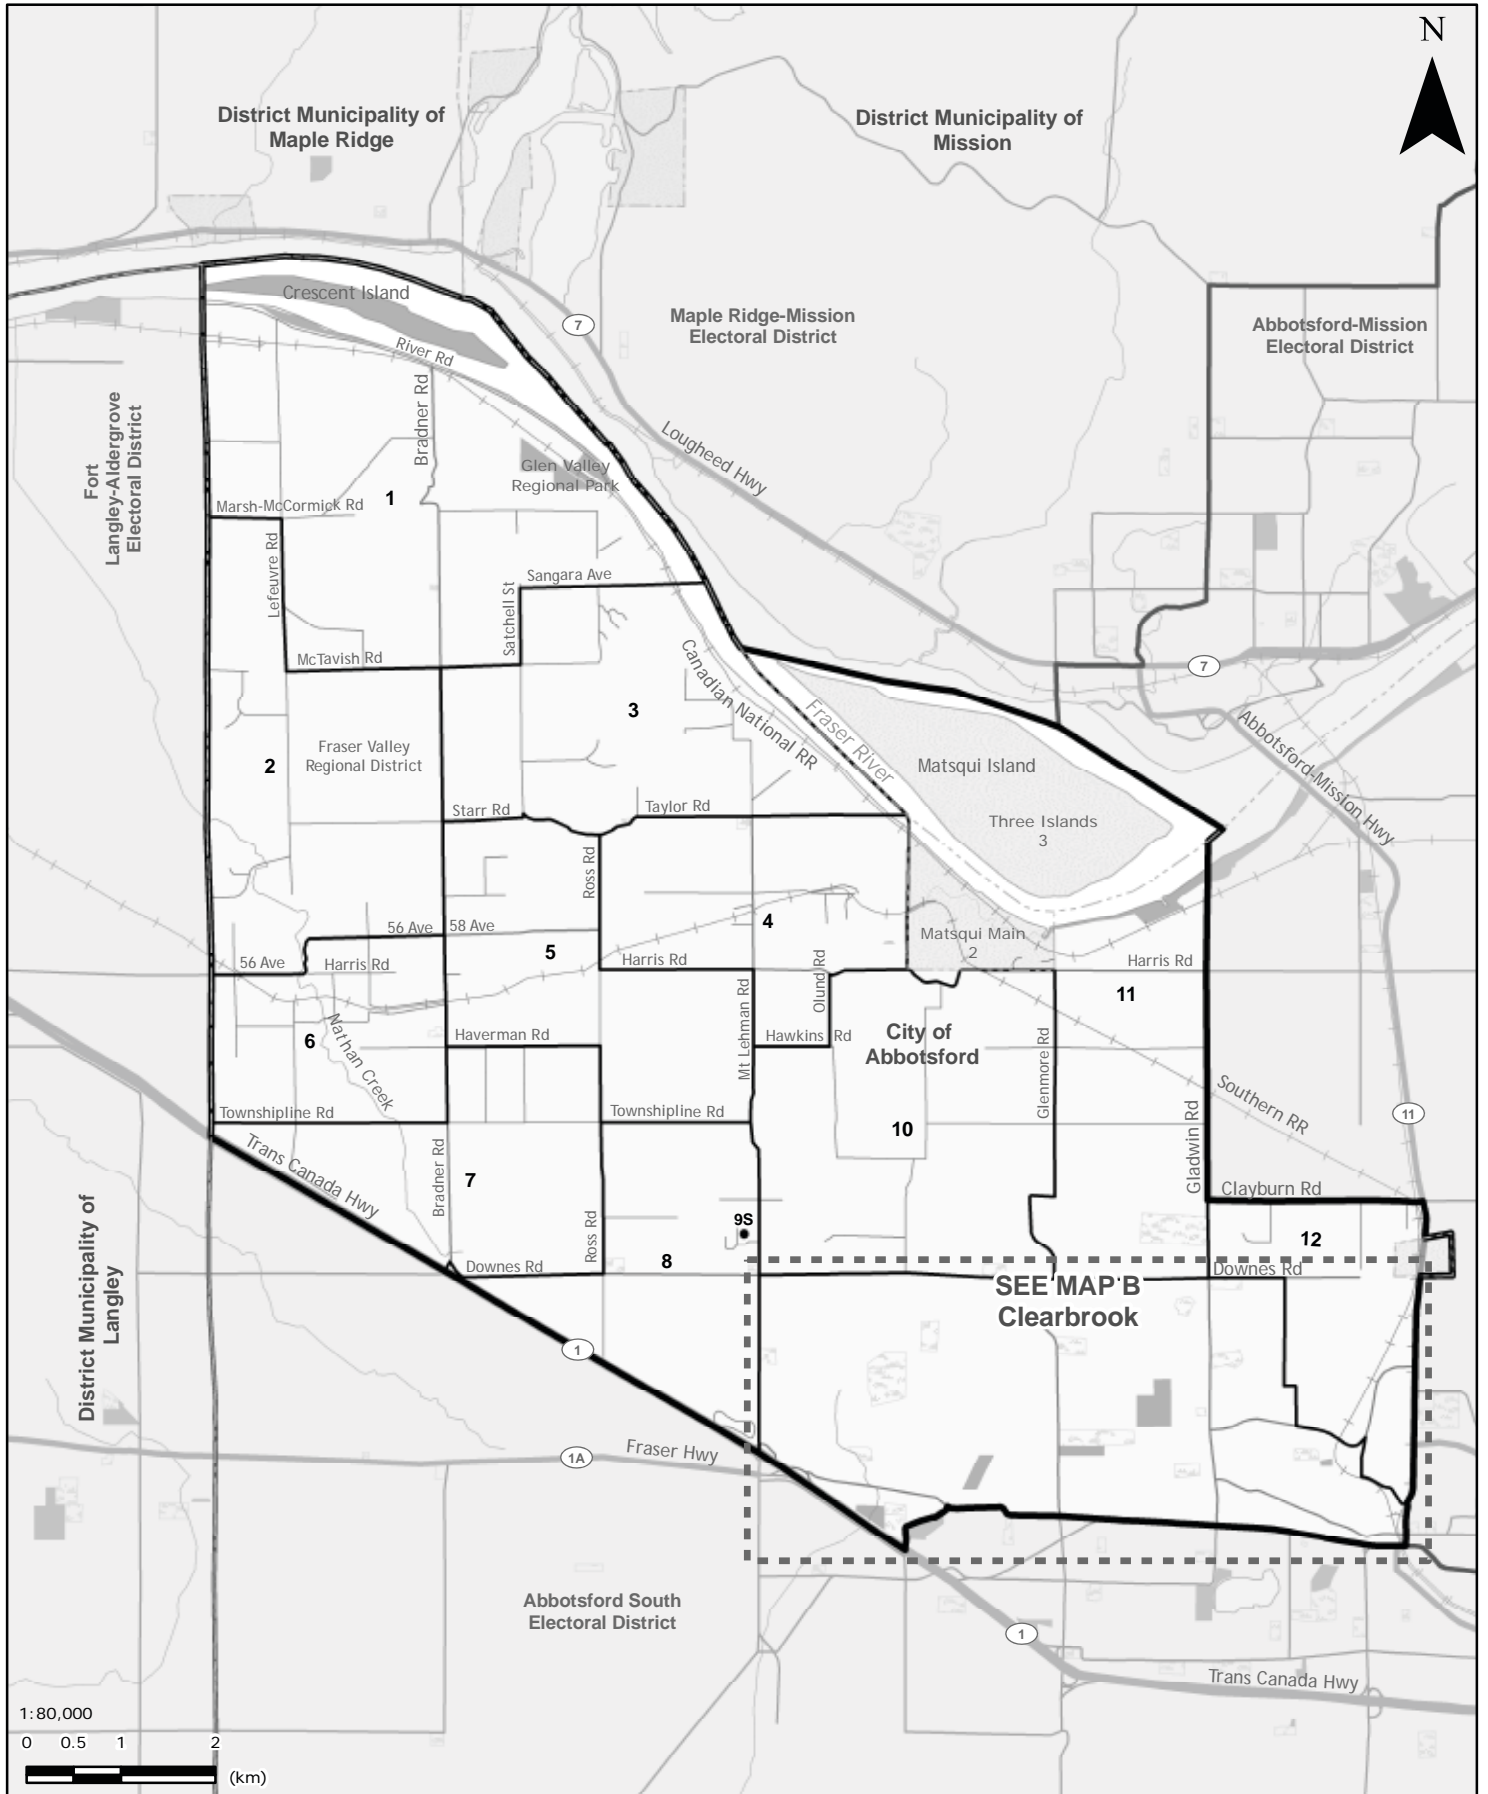 N
District Municipality of
Maple Ridge
District Municipality of
Mission
Crescent Island
River Rd
7
Maple Ridge-Mission
Electoral District
Abbotsford-Mission
Electoral District
Fort
Langley-Aldergrove
Electoral District
Bradner Rd
Lougheed Hwy
Glen Valley
Regional Park
1
Marsh-McCormick Rd
Lefeuvre Rd
Sangara Ave
Satchell St
McTavish Rd
Canadian National RR
7
3
Fraser River
Abbotsford-Mission Hwy
2
Fraser Valley
Regional District
Matsqui Island
Starr Rd
Taylor Rd
Three Islands
3
Ross Rd
56 Ave
58 Ave
4
Matsqui Main
2
5
56 Ave
Harris Rd
Harris Rd
Olund Rd
Harris Rd
11
Mt Lehman Rd
6
Nathan Creek
Haverman Rd
Hawkins Rd
City of
Abbotsford
Glenmore Rd
Southern RR
11
Townshipline Rd
Townshipline Rd
10
Gladwin Rd
Trans Canada Hwy
Bradner Rd
7
Clayburn Rd
District Municipality of
Langley
Ross Rd
9S
8
12
Downes Rd
Downes Rd
SEE MAP B
Clearbrook
1
Fraser Hwy
1A
Abbotsford South
Electoral District
1
Trans Canada Hwy
1:80,000
0 0.5 1 2
(km)